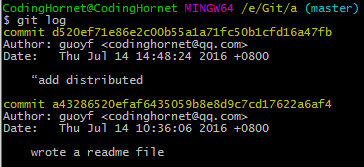 CodingHornet@CodingHornet MINGW64 /e/Git/a (master)
$ git log
commit d520ef71e86e2c00b55a1a71fc50b1cfd16a47fb
Author: guoyf <codinghornet@qq.com>
Date:   Thu Jul 14 14:48:24 2016 +0800
“add distributed
commit a43286520efaf6435059b8e8d9c7cd17622a6af4
Author: guoyf <codinghornet@qq.com>
Date:   Thu Jul 14 10:36:06 2016 +0800
wrote a readme file